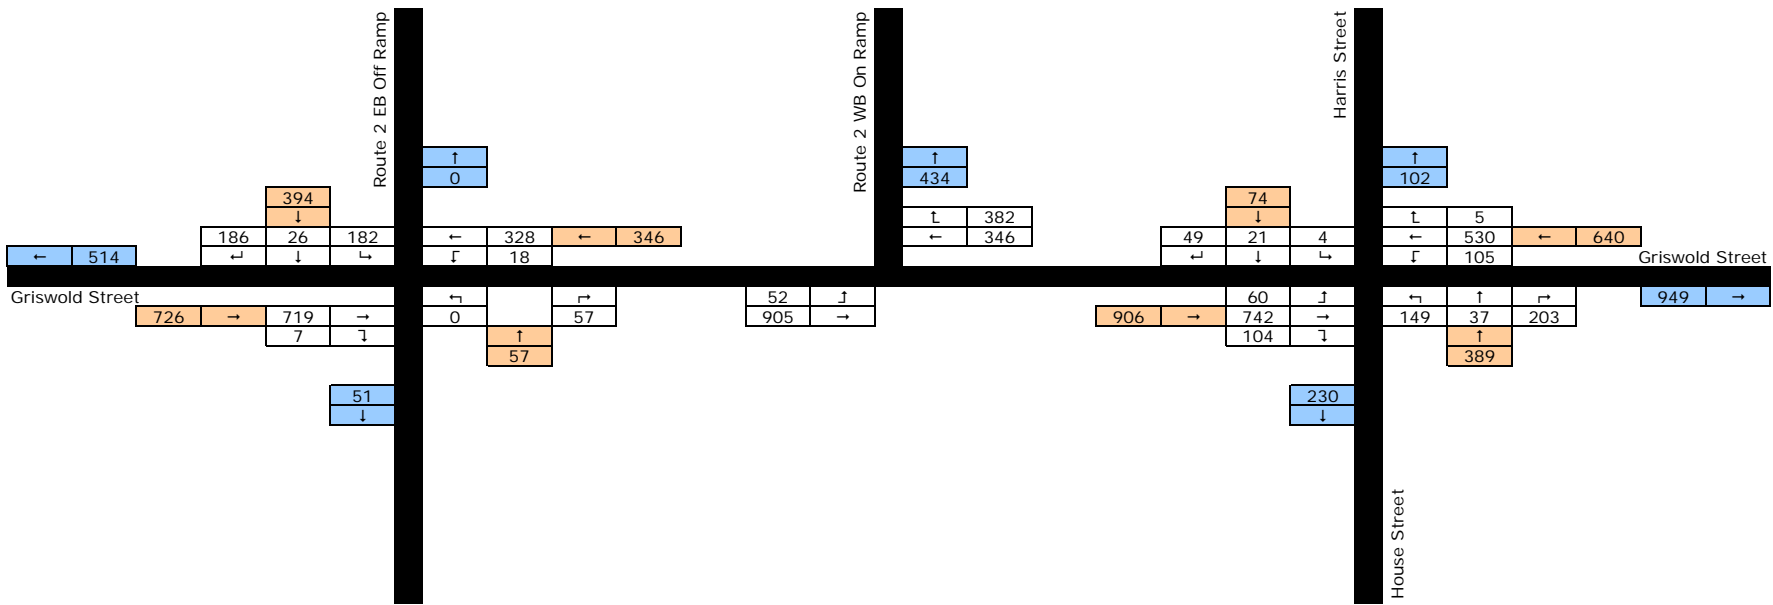 Route 2 EB Off Ramp
Route 2 WB On Ramp
Harris Street
↑ ↑ ↑
0 434 102
394 74
↓ ↱ 382 ↓ ↱ 5
186 26 182 ← 328 ← 346 ← 346 49 21 4 ← 530 ← 640
← 514 ↵ ↓ ↳ ↲ 18 ↵ ↓ ↳ ↲ 105 Griswold Street
Griswold Street ↰ ↱ 52 ↥ 60 ↥ ↰ ↑ ↱ 949 →
726 → 719 → 0 57 905 → 906 → 742 → 149 37 203
7 ↴ ↑ 104 ↴ ↑
57 389
51 230
↓ ↓
House Street